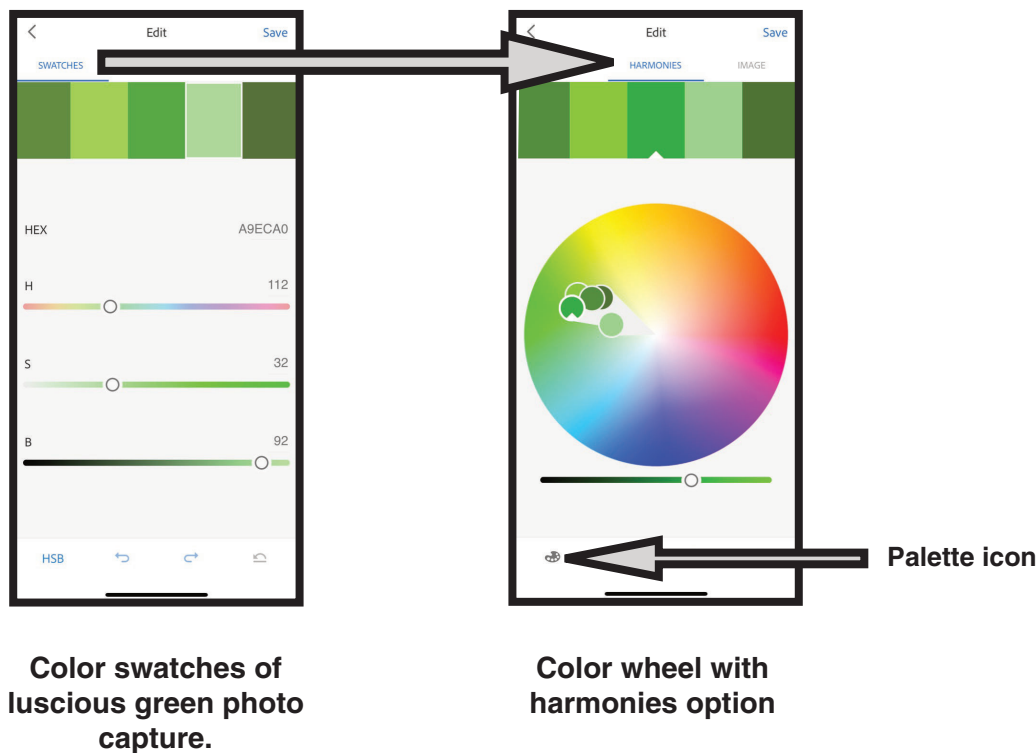 Edit
Save
SWATCHES
HEX
A9ECA0
H
112
S
32
B
92
HSB
Edit
Save
HARMONIES
IMAGE
Palette icon
Color swatches of
luscious green photo
capture.
Color wheel with
harmonies option